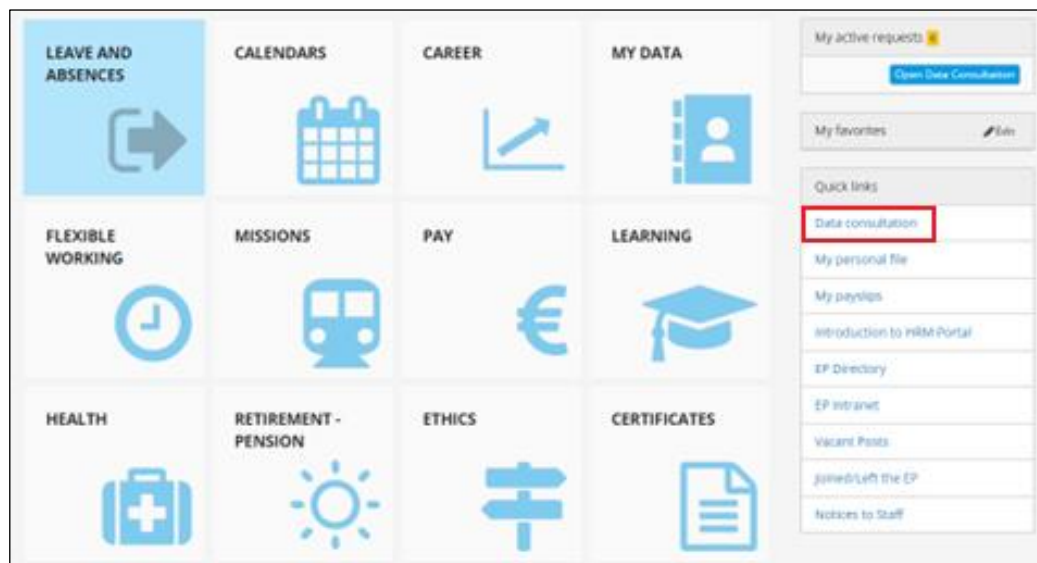 LEAVE AND
ABSENCES
CALENDARS
CAREER
MY DATA
FLEXIBLE
WORKING
MISSIONS
PAY
€
LEARNING
HEALTH
RETIREMENT -
PENSION
ETHICS
CERTIFICATES
My active requests
Open Data Consultation
My favorites
Edit
Quick links
Data consultation
My personal file
My payslips
Introduction to HRM Portal
EP Directory
EP intranet
Vacant Posts
Joined/Left the EP
Notices to Staff